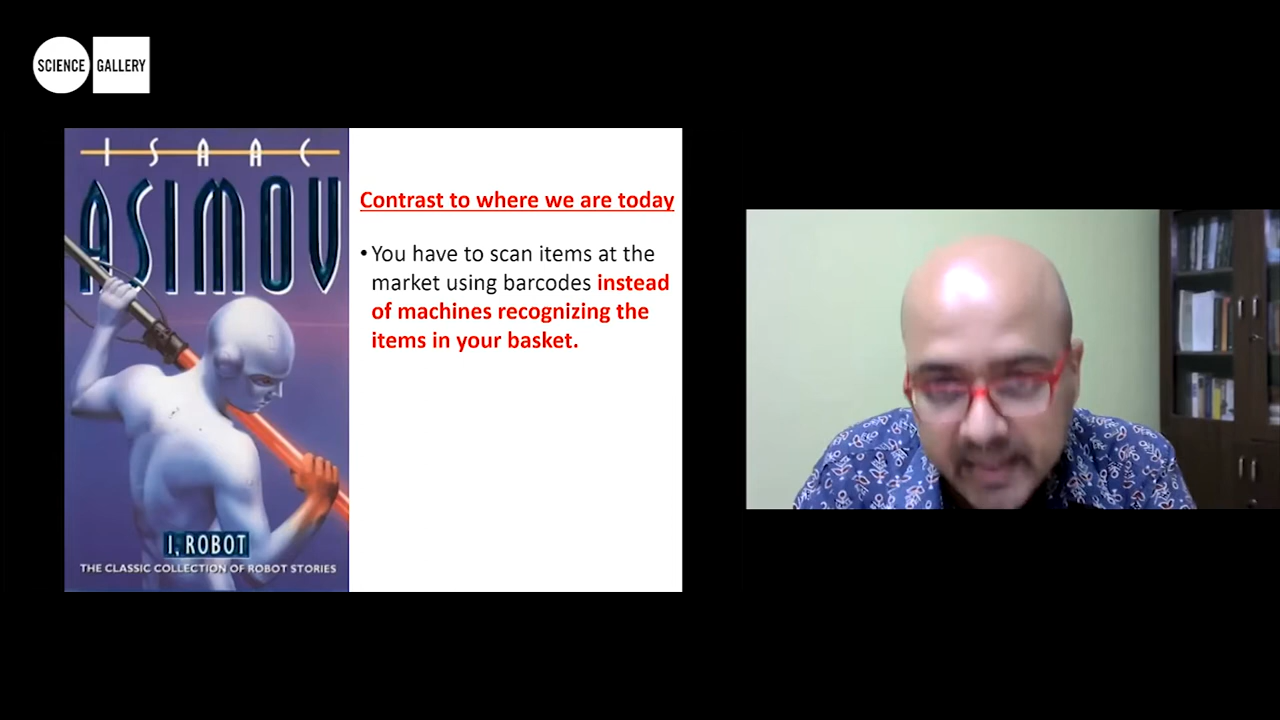 SCIENCE GALLERY
ISAAC
ASIMOV
I, ROBOT
THE CLASSIC COLLECTION OF ROBOT STORIES
Contrast to where we are today
• You have to scan items at the
market using barcodes instead
of machines recognizing the
items in your basket.